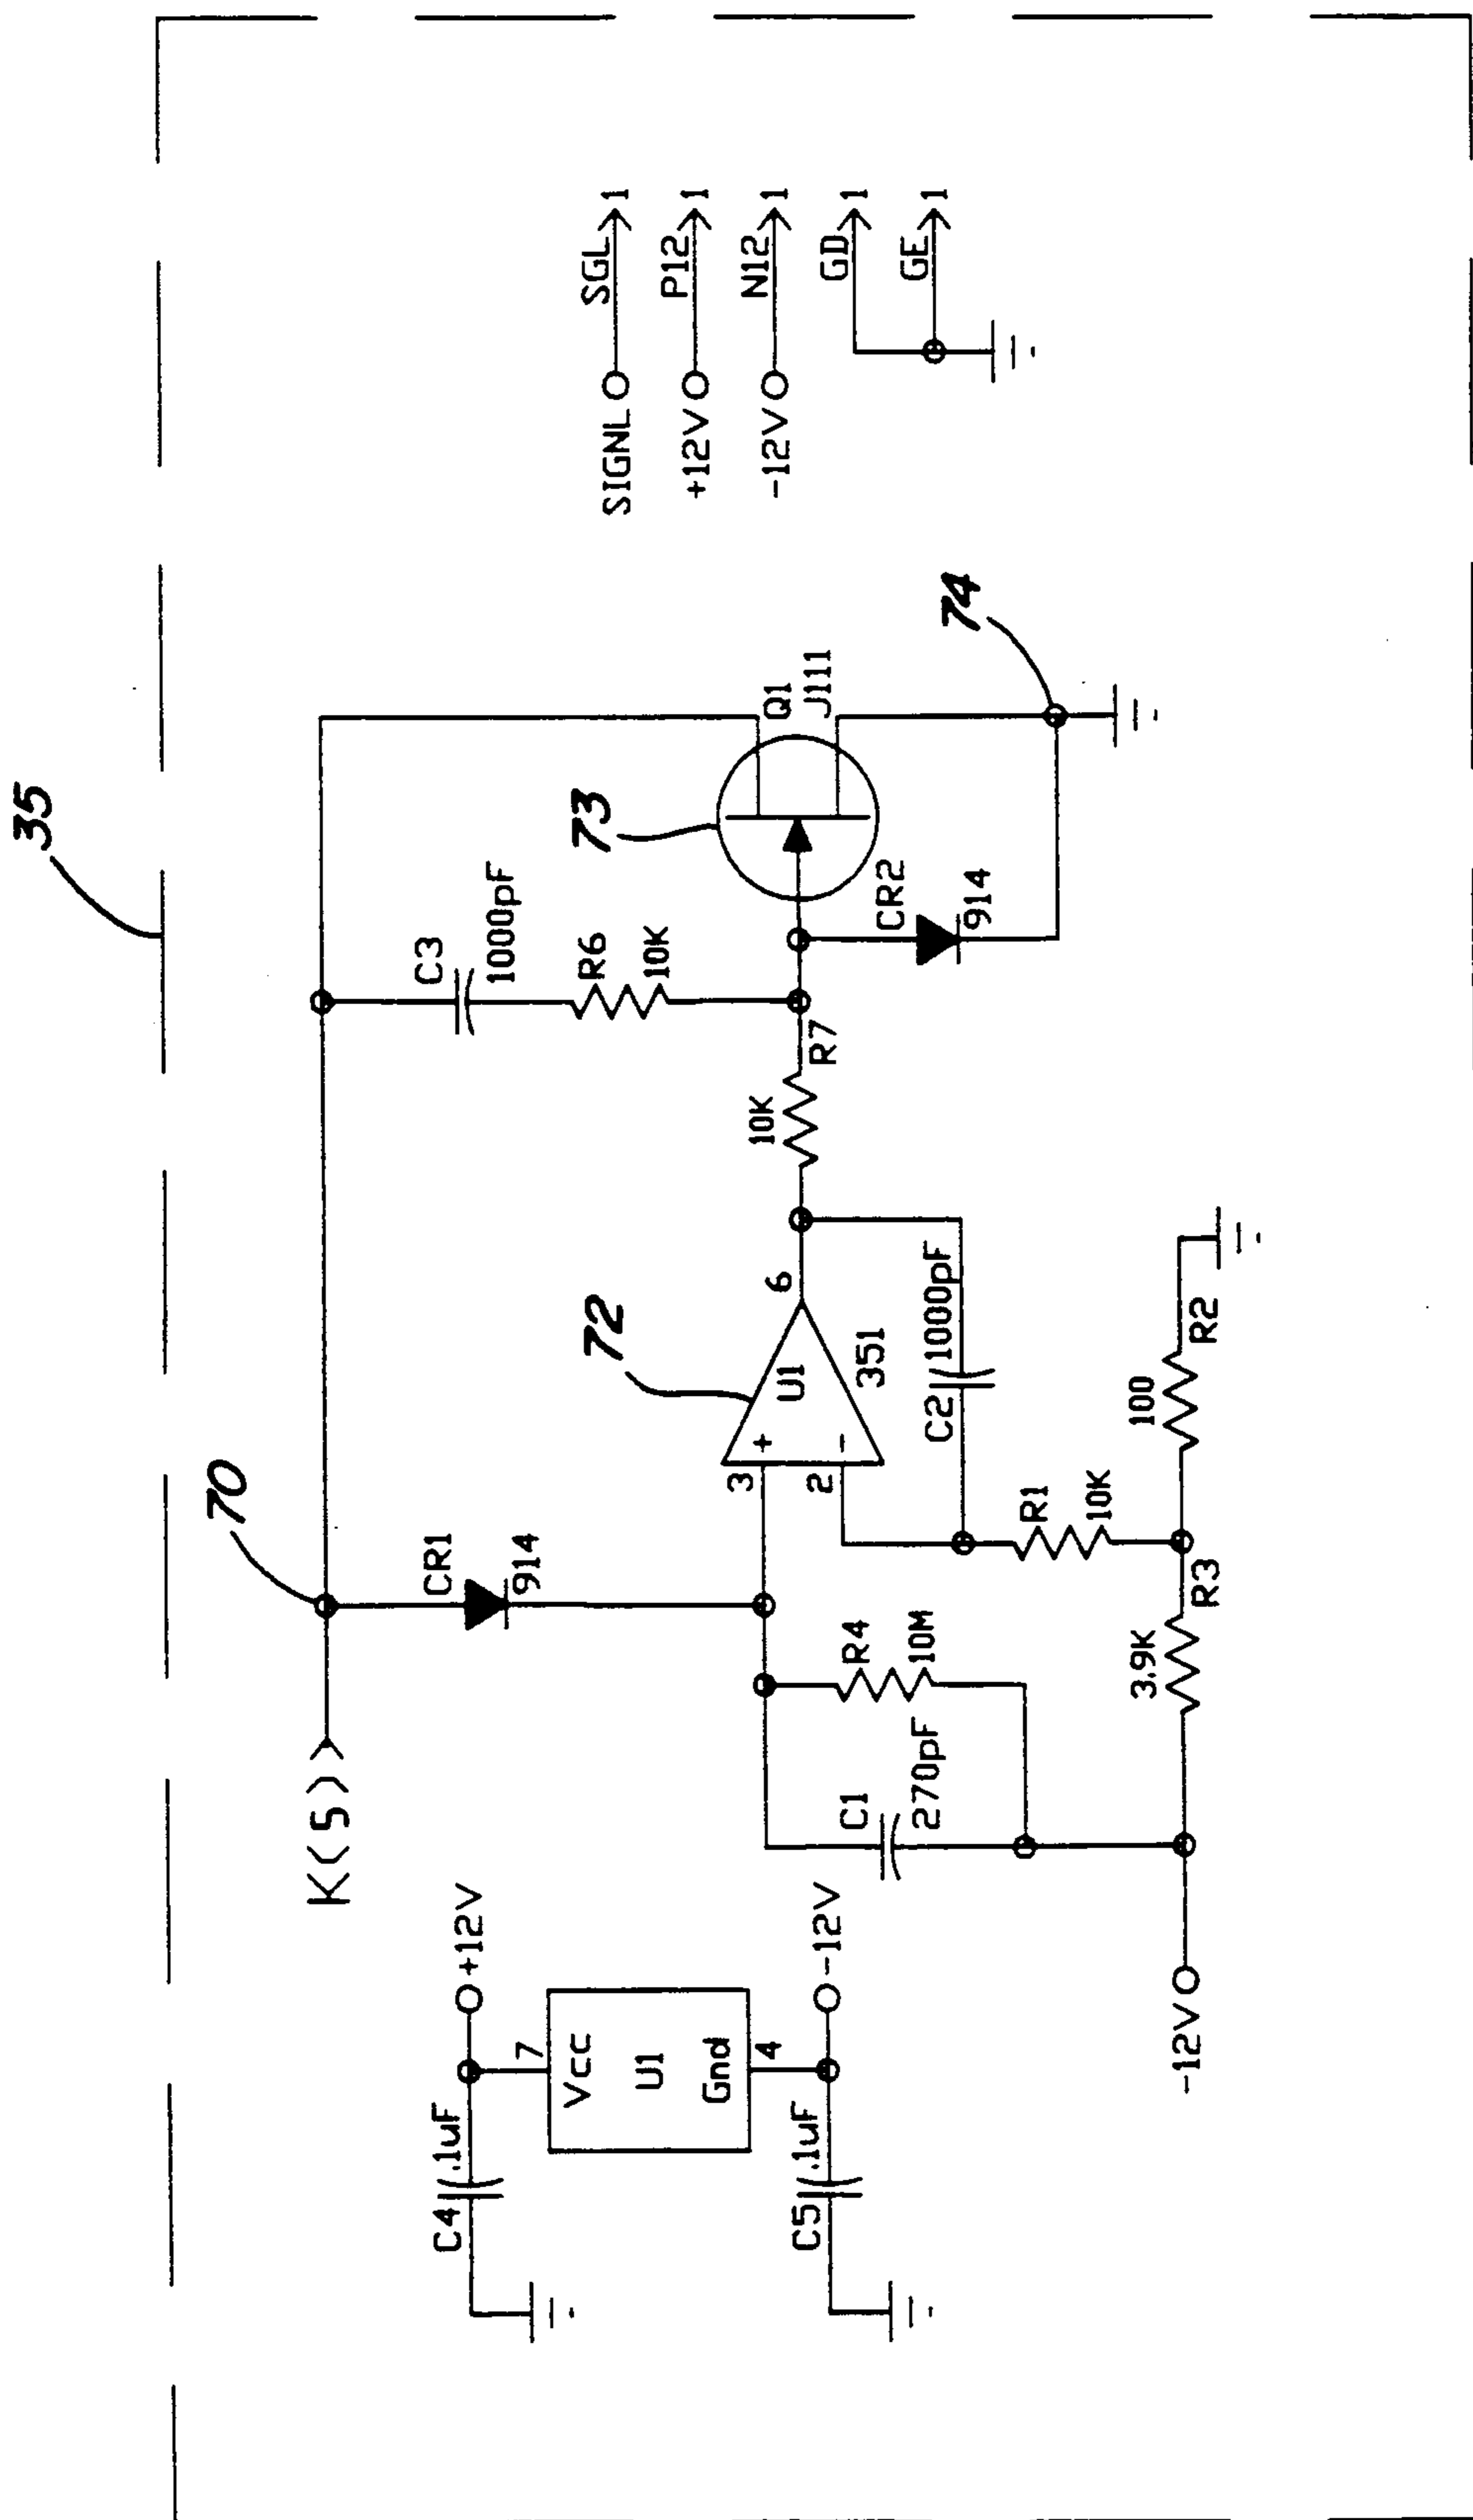 35
70
K(5)
CR1
914
C3
1000pF
R6
10K
73
Q1
J111
SIGNL
SGL
1
+12V
P12
1
-12V
N12
1
GD
1
GE
1
C4
.1uF
+12V
7
Vcc
U1
Gnd
4
C5
.1uF
-12V
72
3
+
2
-
U1
6
351
10K
R7
CR2
914
74
C1
270pF
R4
10M
C2
1000pF
R1
10K
-12V
3.9K
R3
100
R2